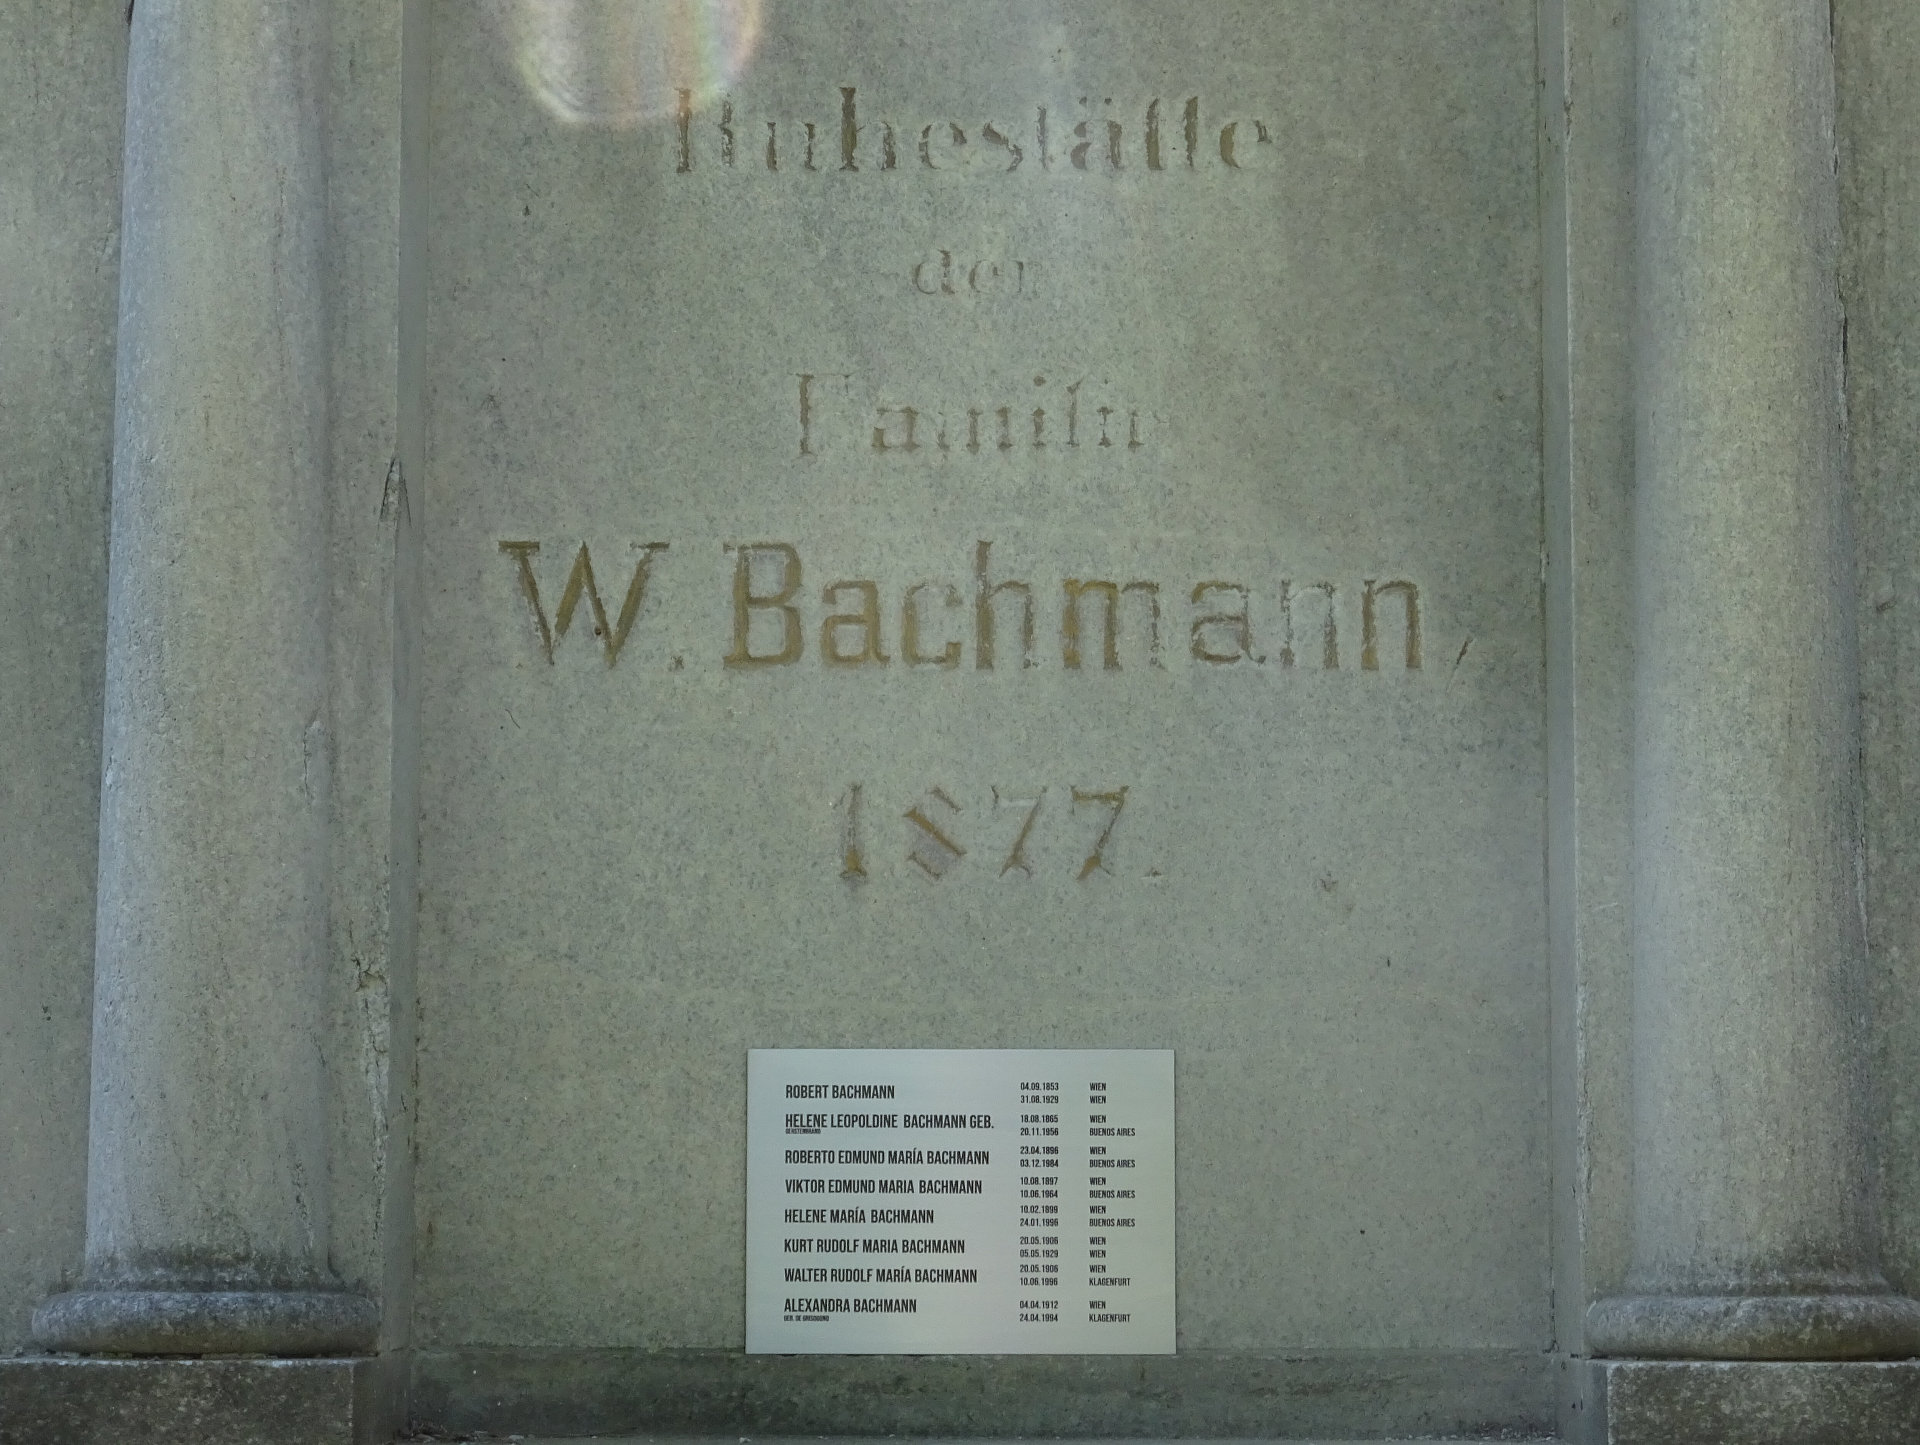 Ruhestätte
der
Familie
W. Bachmann,
1877.
ROBERT BACHMANN 04.09.1853 WIEN
31.08.1929 WIEN
HELENE LEOPOLDINE BACHMANN GEB. 18.08.1865 WIEN
GERSTENBRAND 20.11.1956 BUENOS AIRES
ROBERTO EDMUND MARÍA BACHMANN 23.04.1896 WIEN
03.12.1984 BUENOS AIRES
VIKTOR EDMUND MARIA BACHMANN 10.08.1897 WIEN
10.06.1964 BUENOS AIRES
HELENE MARÍA BACHMANN 10.02.1899 WIEN
24.01.1996 BUENOS AIRES
KURT RUDOLF MARIA BACHMANN 20.05.1906 WIEN
05.05.1929 WIEN
WALTER RUDOLF MARÍA BACHMANN 20.05.1906 WIEN
10.06.1996 KLAGENFURT
ALEXANDRA BACHMANN 04.04.1912 WIEN
GEB. DE GRISOGONO 24.04.1994 KLAGENFURT